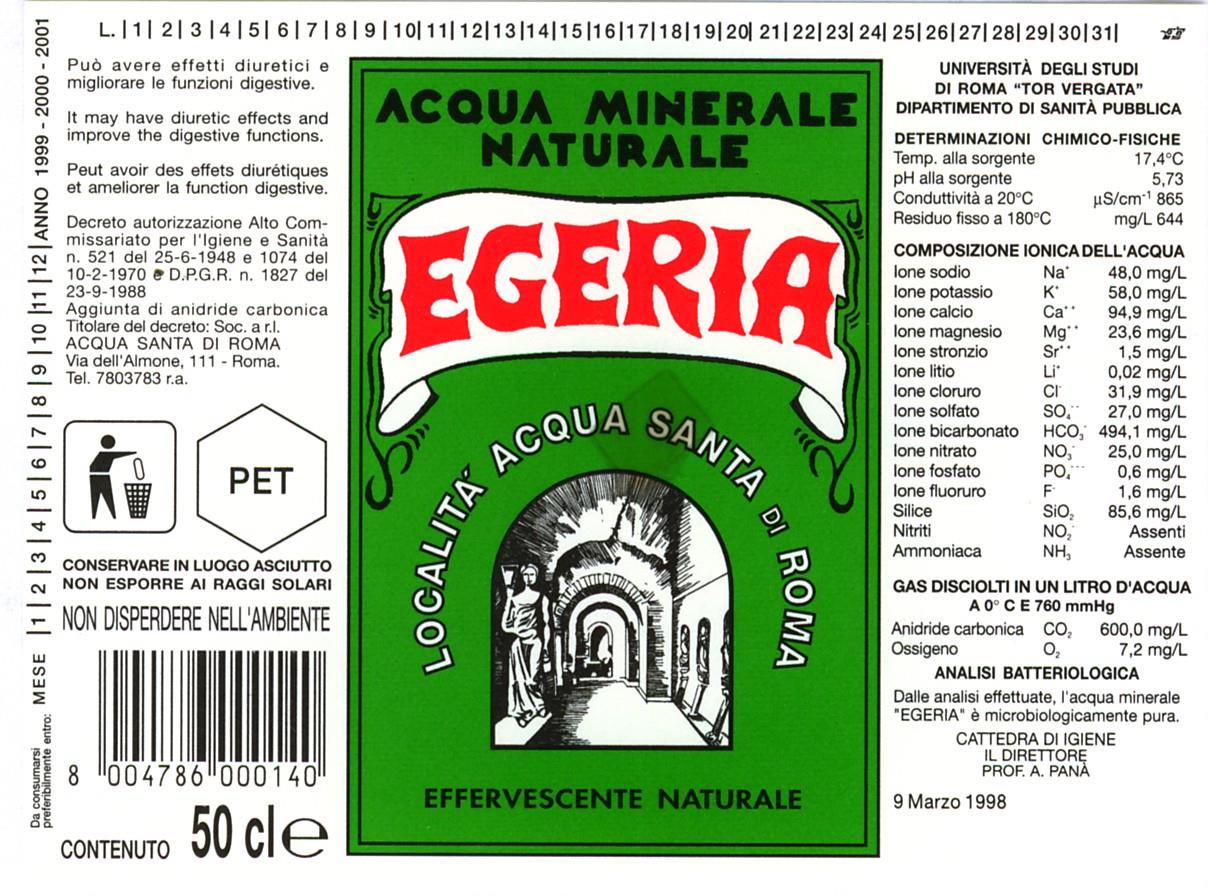 L. |1| 2| 3|4|5|6|7|8|9|10|11|12|13|14|15|16|17|18|19|20| 21|22|23|24|25|26|27|28|29|30|31|
Da consumarsi
preferibilmente entro:
MESE |1|2|3|4|5|6|7|8|9|10|11|12|ANNO 1999-2000-2001
Può avere effetti diuretici e
migliorare le funzioni digestive.
It may have diuretic effects and
improve the digestive functions.
Peut avoir des effets diurétiques
et ameliorer la function digestive.
Decreto autorizzazione Alto Com-
missariato per l'Igiene e Sanità
n. 521 del 25-6-1948 e 1074 del
10-2-1970 e D.P.G.R. n. 1827 del
23-9-1988
Aggiunta di anidride carbonica
Titolare del decreto: Soc. a r.l.
ACQUA SANTA DI ROMA
Via dell'Almone, 111 - Roma.
Tel. 7803783 r.a.
PET
CONSERVARE IN LUOGO ASCIUTTO
NON ESPORRE AI RAGGI SOLARI
NON DISPERDERE NELL'AMBIENTE
8 004786 000140
CONTENUTO 50 cl e
ACQUA MINERALE
NATURALE
EGERIA
LOCALITÁ ACQUA SANTA DI ROMA
EFFERVESCENTE NATURALE
UNIVERSITÀ DEGLI STUDI
DI ROMA “TOR VERGATA”
DIPARTIMENTO DI SANITÀ PUBBLICA
DETERMINAZIONI CHIMICO-FISICHE
Temp. alla sorgente 17,4°C
pH alla sorgente 5,73
Conduttività a 20°C µS/cm⁻¹ 865
Residuo fisso a 180°C mg/L 644
COMPOSIZIONE IONICA DELL'ACQUA
Ione sodio Na⁺ 48,0 mg/L
Ione potassio K⁺ 58,0 mg/L
Ione calcio Ca⁺⁺ 94,9 mg/L
Ione magnesio Mg⁺⁺ 23,6 mg/L
Ione stronzio Sr⁺⁺ 1,5 mg/L
Ione litio Li⁺ 0,02 mg/L
Ione cloruro Cl⁻ 31,9 mg/L
Ione solfato SO₄⁻⁻ 27,0 mg/L
Ione bicarbonato HCO₃⁻ 494,1 mg/L
Ione nitrato NO₃⁻ 25,0 mg/L
Ione fosfato PO₄⁻⁻⁻ 0,6 mg/L
Ione fluoruro F⁻ 1,6 mg/L
Silice SiO₂ 85,6 mg/L
Nitriti NO₂⁻ Assenti
Ammoniaca NH₃ Assente
GAS DISCIOLTI IN UN LITRO D'ACQUA
A 0° C E 760 mmHg
Anidride carbonica CO₂ 600,0 mg/L
Ossigeno O₂ 7,2 mg/L
ANALISI BATTERIOLOGICA
Dalle analisi effettuate, l'acqua minerale
"EGERIA" è microbiologicamente pura.
CATTEDRA DI IGIENE
IL DIRETTORE
PROF. A. PANÀ
9 Marzo 1998